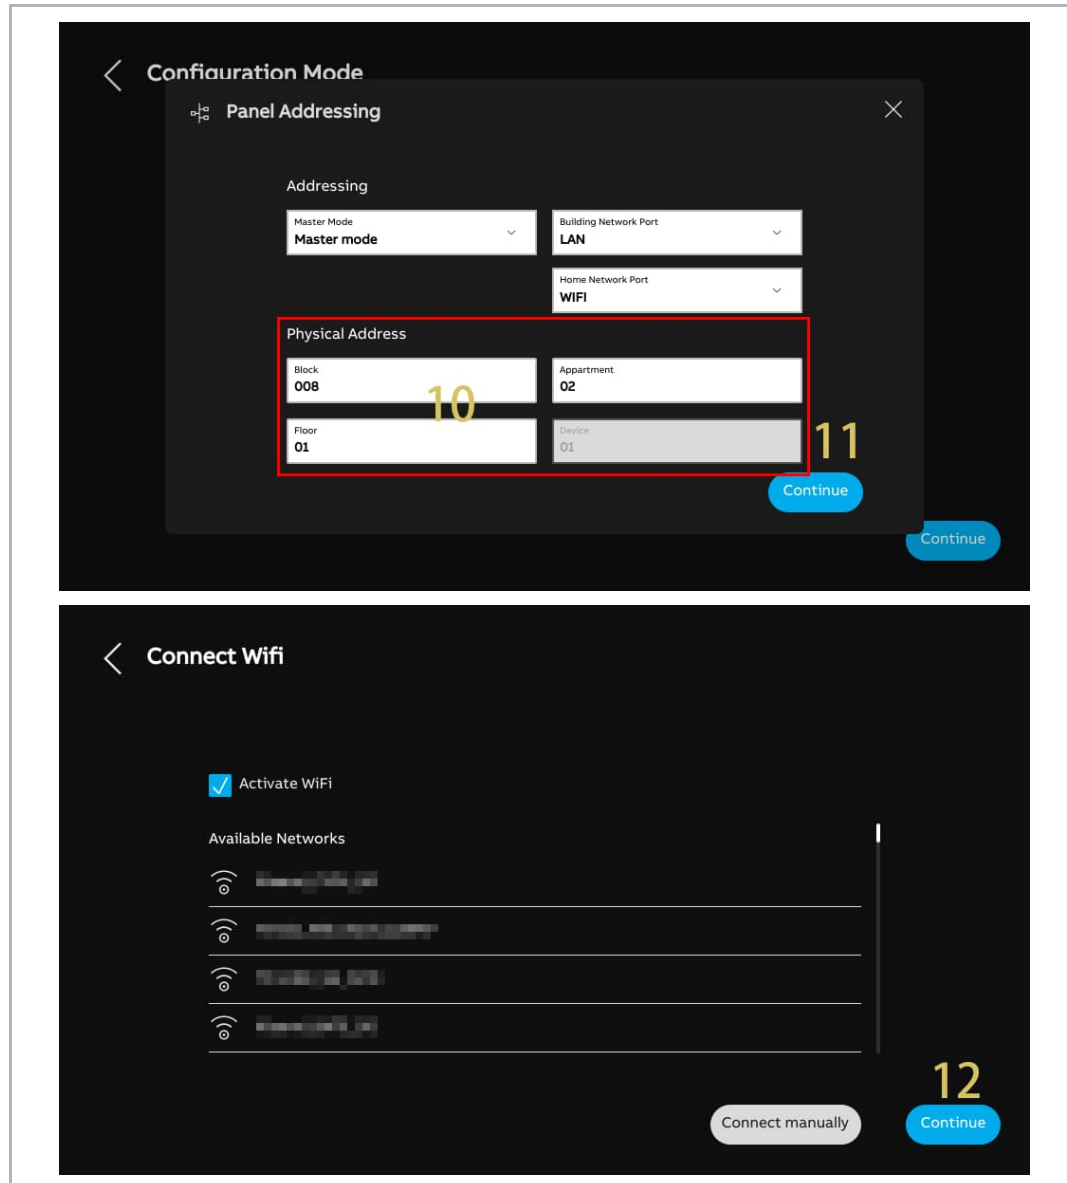 Configuration Mode
Panel Addressing
Addressing
Master Mode
Master mode
Building Network Port
LAN
Home Network Port
WIFI
Physical Address
Block
008
Appartment
02
10
Floor
01
Device
01
11
Continue
Continue
Connect Wifi
Activate WiFi
Available Networks
12
Connect manually
Continue